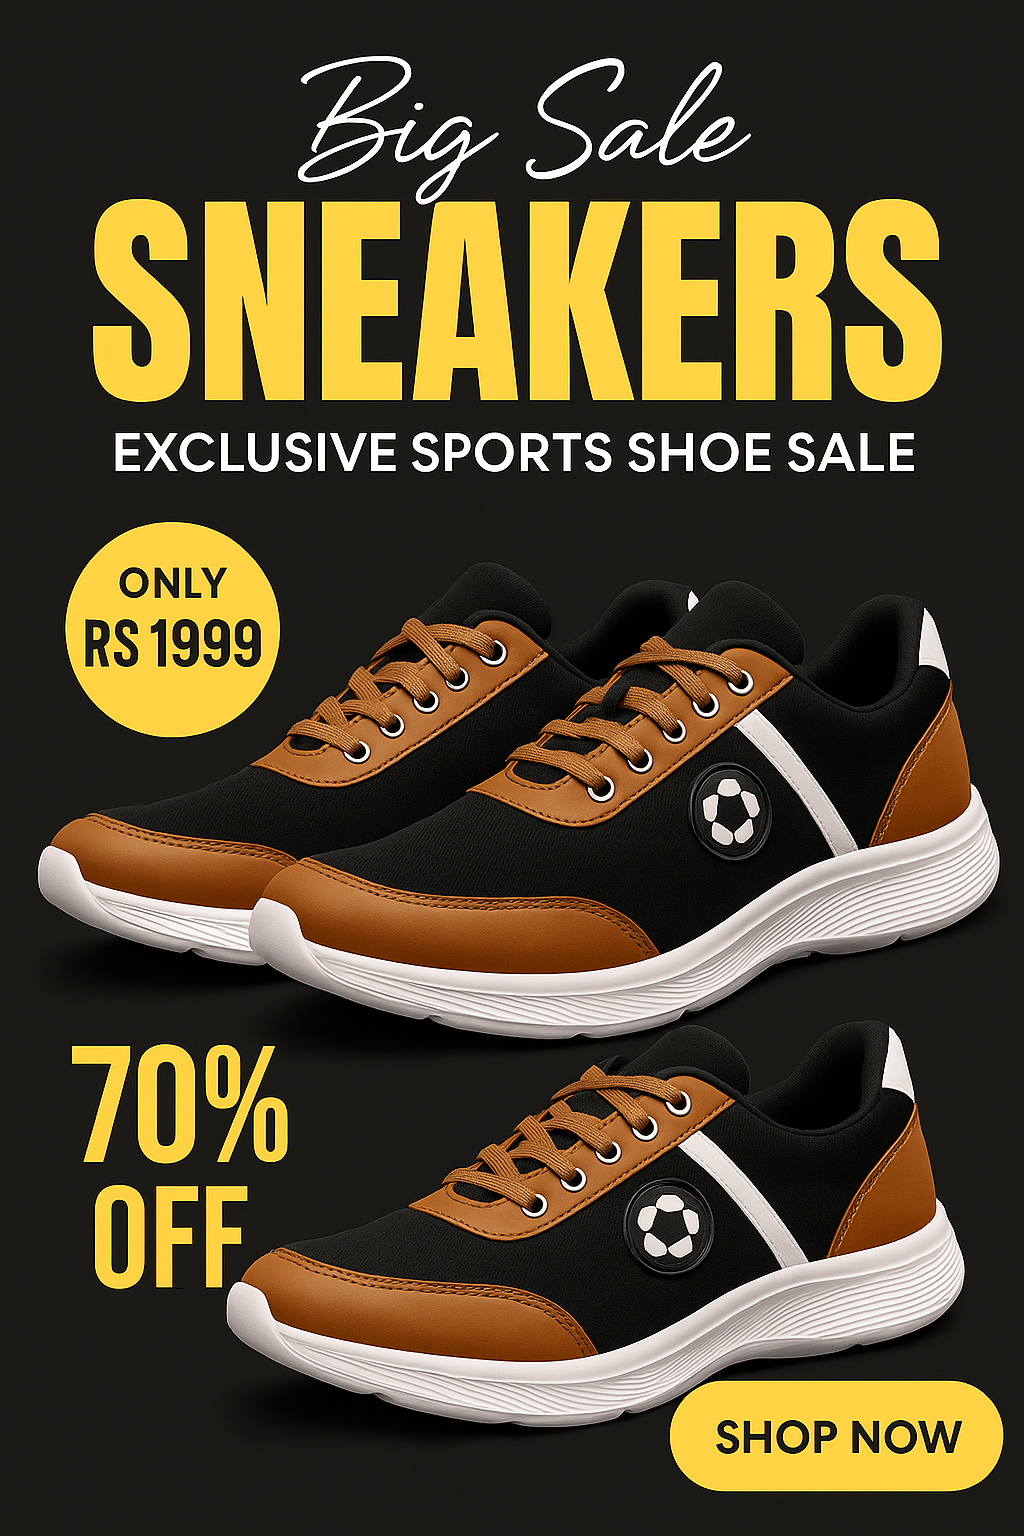 Big Sale
SNEAKERS
EXCLUSIVE SPORTS SHOE SALE
ONLY
RS 1999
70%
OFF
SHOP NOW